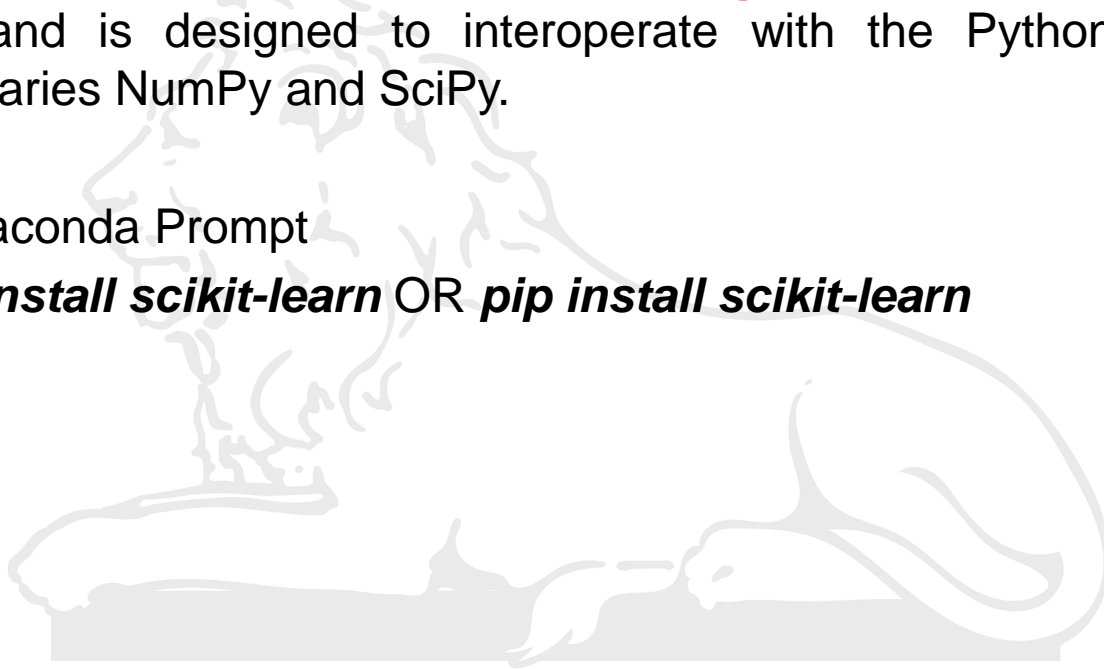 and is designed to interoperate with the Python
aries NumPy and SciPy.
aconda Prompt
nstall scikit-learn OR pip install scikit-learn